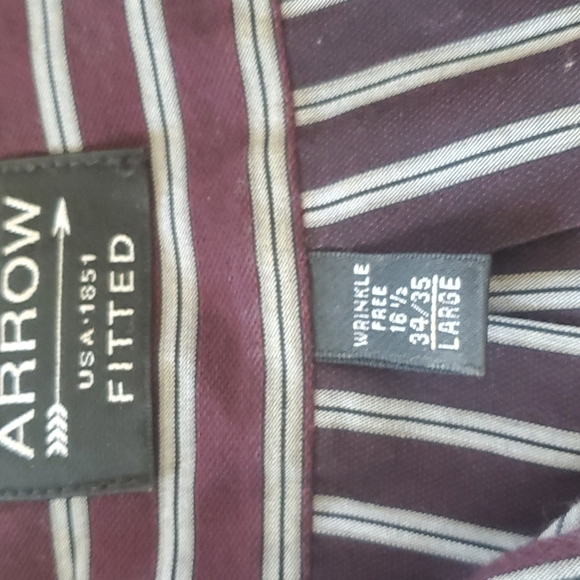 ARROW
USA·1851
FITTED
WRINKLE
FREE
16 1/2
34/35
LARGE